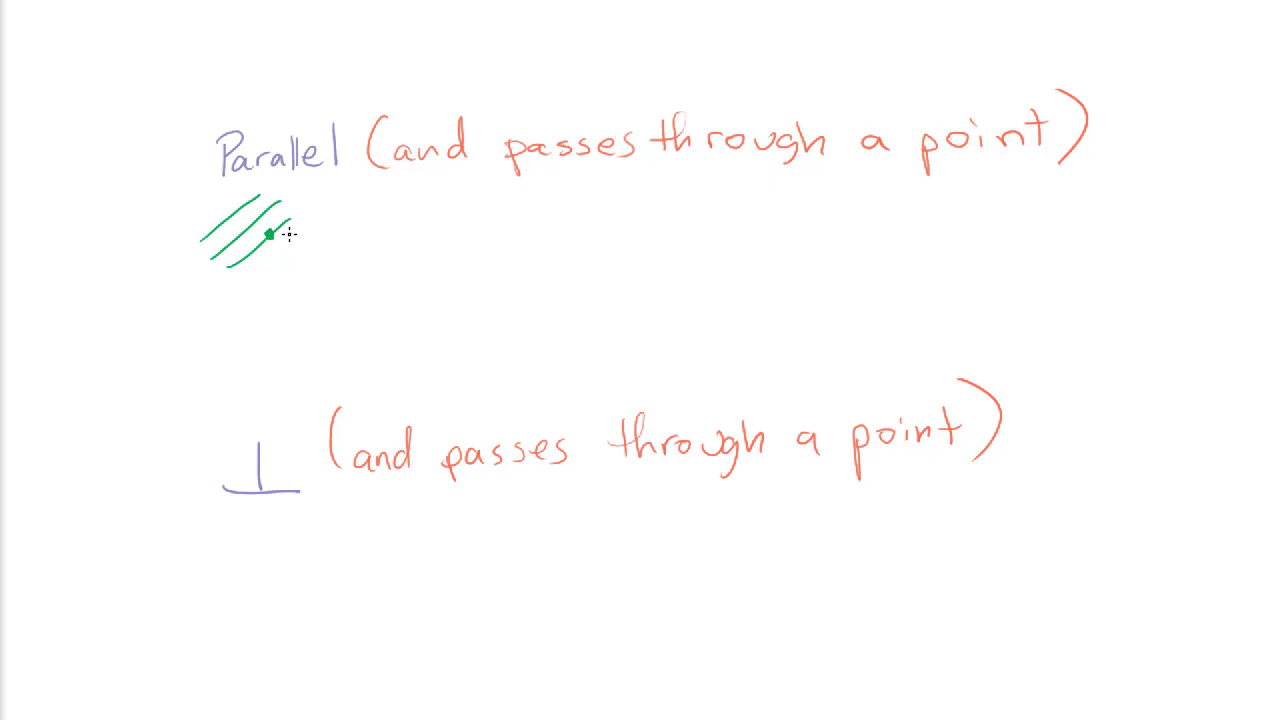 Parallel (and passes through a point)
⊥ (and passes through a point)